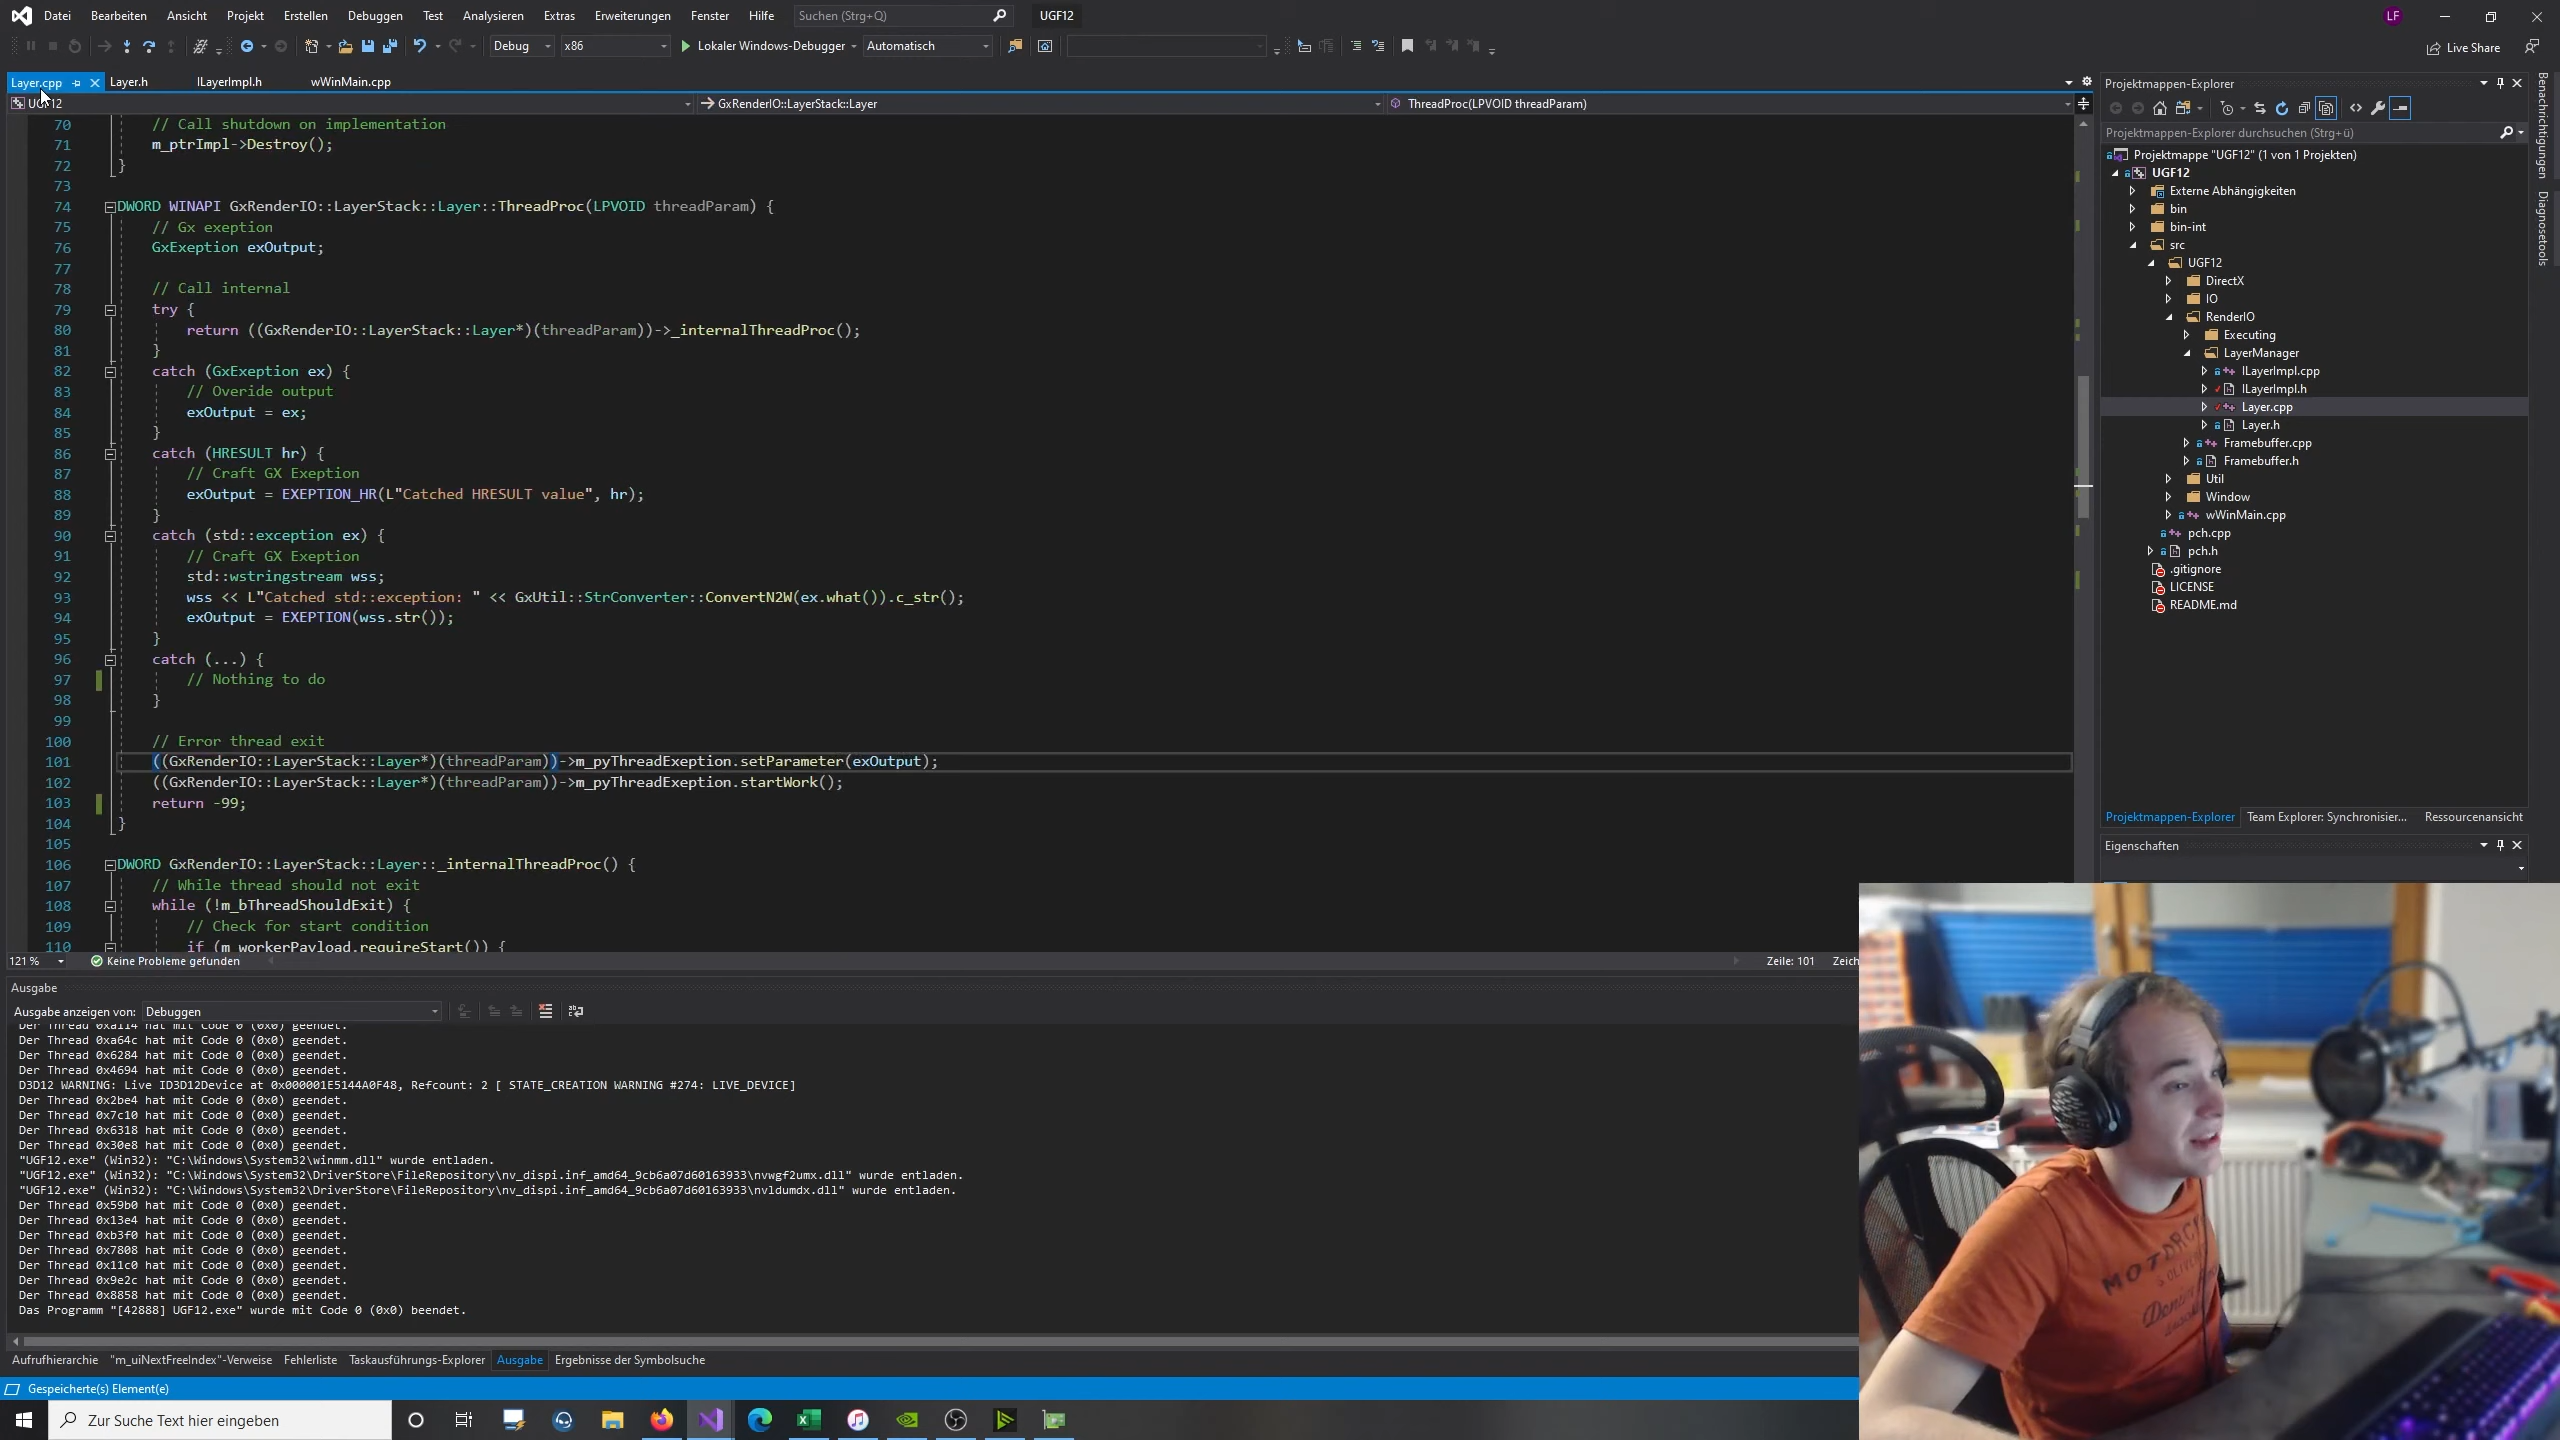 Datei Bearbeiten Ansicht Projekt Erstellen Debuggen Test Analysieren Extras Erweiterungen Fenster Hilfe Suchen (Strg+Q) UGF12 LF
Debug x86 Lokaler Windows-Debugger Automatisch Live Share
Layer.cpp Layer.h ILayerImpl.h wWinMain.cpp
UGF12 GxRenderIO::LayerStack::Layer ThreadProc(LPVOID threadParam)
70 // Call shutdown on implementation
71 m_ptrImpl->Destroy();
72 }
73
74 DWORD WINAPI GxRenderIO::LayerStack::Layer::ThreadProc(LPVOID threadParam) {
75 // Gx exeption
76 GxExeption exOutput;
77
78 // Call internal
79 try {
80 return ((GxRenderIO::LayerStack::Layer*)(threadParam))->_internalThreadProc();
81 }
82 catch (GxExeption ex) {
83 // Overide output
84 exOutput = ex;
85 }
86 catch (HRESULT hr) {
87 // Craft GX Exeption
88 exOutput = EXEPTION_HR(L"Catched HRESULT value", hr);
89 }
90 catch (std::exception ex) {
91 // Craft GX Exeption
92 std::wstringstream wss;
93 wss << L"Catched std::exception: " << GxUtil::StrConverter::ConvertN2W(ex.what()).c_str();
94 exOutput = EXEPTION(wss.str());
95 }
96 catch (...) {
97 // Nothing to do
98 }
99
100 // Error thread exit
101 ((GxRenderIO::LayerStack::Layer*)(threadParam))->m_pyThreadExeption.setParameter(exOutput);
102 ((GxRenderIO::LayerStack::Layer*)(threadParam))->m_pyThreadExeption.startWork();
103 return -99;
104 }
105
106 DWORD GxRenderIO::LayerStack::Layer::_internalThreadProc() {
107 // While thread should not exit
108 while (!m_bThreadShouldExit) {
109 // Check for start condition
110 if (m_workerPayload.requireStart()) {
121 % Keine Probleme gefunden Zeile: 101
Ausgabe
Ausgabe anzeigen von: Debuggen
Der Thread 0xa114 hat mit Code 0 (0x0) geendet.
Der Thread 0xa64c hat mit Code 0 (0x0) geendet.
Der Thread 0x6284 hat mit Code 0 (0x0) geendet.
Der Thread 0x4694 hat mit Code 0 (0x0) geendet.
D3D12 WARNING: Live ID3D12Device at 0x000001E5144A0F48, Refcount: 2 [ STATE_CREATION WARNING #274: LIVE_DEVICE]
Der Thread 0x2be4 hat mit Code 0 (0x0) geendet.
Der Thread 0x7c10 hat mit Code 0 (0x0) geendet.
Der Thread 0x6318 hat mit Code 0 (0x0) geendet.
Der Thread 0x30e8 hat mit Code 0 (0x0) geendet.
"UGF12.exe" (Win32): "C:\Windows\System32\winmm.dll" wurde entladen.
"UGF12.exe" (Win32): "C:\Windows\System32\DriverStore\FileRepository\nv_dispi.inf_amd64_9cb6a07d60163933\nvwgf2umx.dll" wurde entladen.
"UGF12.exe" (Win32): "C:\Windows\System32\DriverStore\FileRepository\nv_dispi.inf_amd64_9cb6a07d60163933\nvldumdx.dll" wurde entladen.
Der Thread 0x59b0 hat mit Code 0 (0x0) geendet.
Der Thread 0x13e4 hat mit Code 0 (0x0) geendet.
Der Thread 0xb3f0 hat mit Code 0 (0x0) geendet.
Der Thread 0x7808 hat mit Code 0 (0x0) geendet.
Der Thread 0x11c0 hat mit Code 0 (0x0) geendet.
Der Thread 0x9e2c hat mit Code 0 (0x0) geendet.
Der Thread 0x8858 hat mit Code 0 (0x0) geendet.
Das Programm "[42888] UGF12.exe" wurde mit Code 0 (0x0) beendet.
Aufrufhierarchie "m_uiNextFreeIndex"-Verweise Fehlerliste Taskausführungs-Explorer Ausgabe Ergebnisse der Symbolsuche
Gespeicherte(s) Element(e)
Zur Suche Text hier eingeben
Projektmappen-Explorer
Projektmappen-Explorer durchsuchen (Strg+ü)
Projektmappe "UGF12" (1 von 1 Projekten)
UGF12
Externe Abhängigkeiten
bin
bin-int
src
UGF12
DirectX
IO
RenderIO
Executing
LayerManager
ILayerImpl.cpp
ILayerImpl.h
Layer.cpp
Layer.h
Framebuffer.cpp
Framebuffer.h
Util
Window
wWinMain.cpp
pch.cpp
pch.h
.gitignore
LICENSE
README.md
Projektmappen-Explorer Team Explorer: Synchronisier... Ressourcenansicht
Eigenschaften
Benachrichtigungen
Diagnosetools